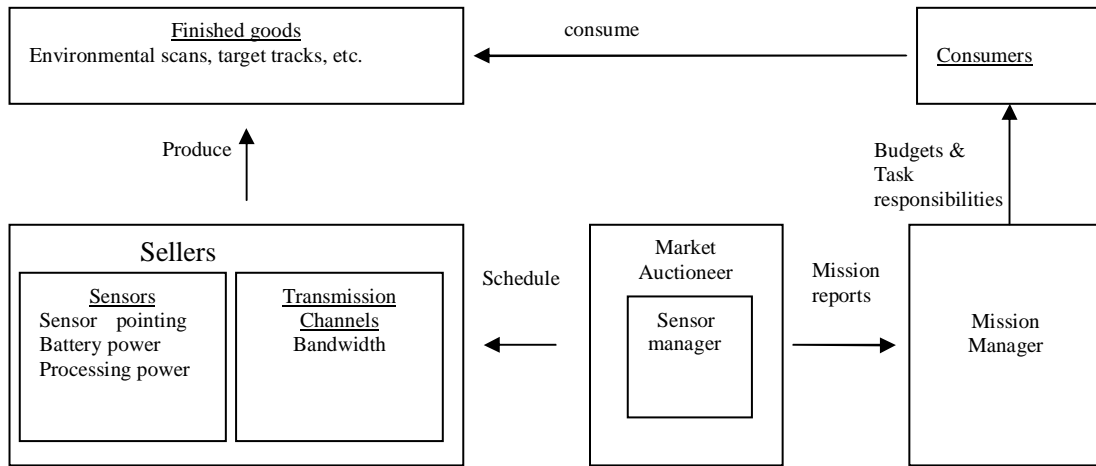 Finished goods
Environmental scans, target tracks, etc.
consume
Consumers
Produce
Budgets &
Task
responsibilities
Sellers
Sensors
Sensor pointing
Battery power
Processing power
Transmission
Channels
Bandwidth
Schedule
Market
Auctioneer
Sensor
manager
Mission
reports
Mission
Manager